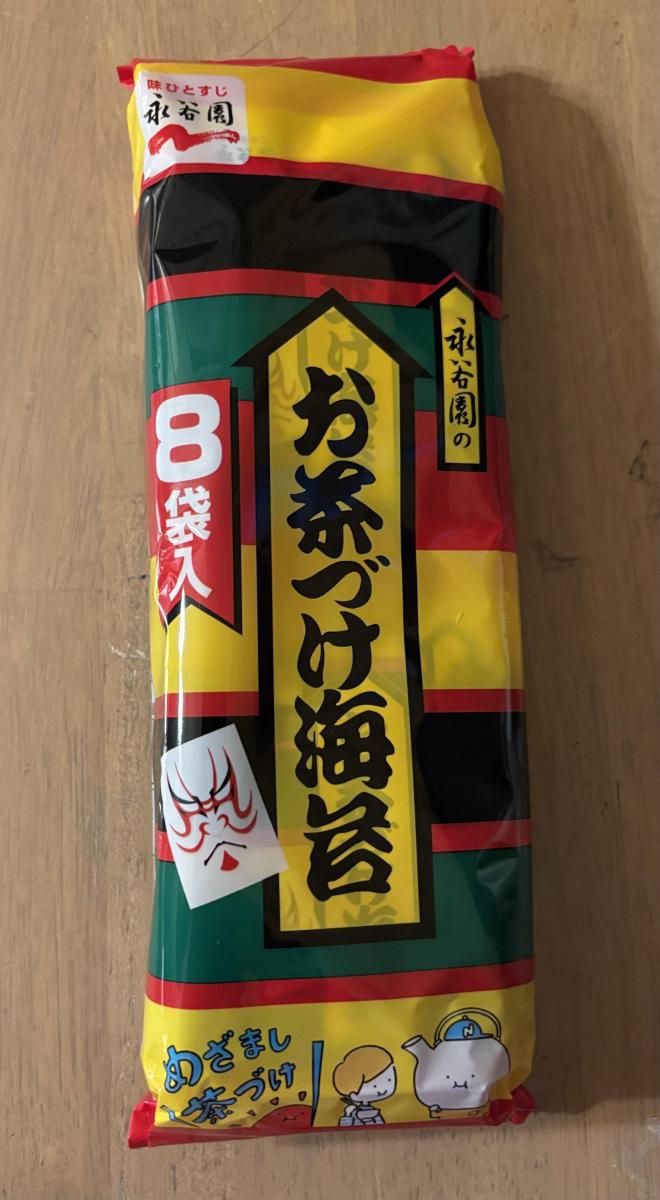 味ひとすじ
永谷園
永谷園の
お茶づけ海苔
8袋入
めざまし
茶づけ
N